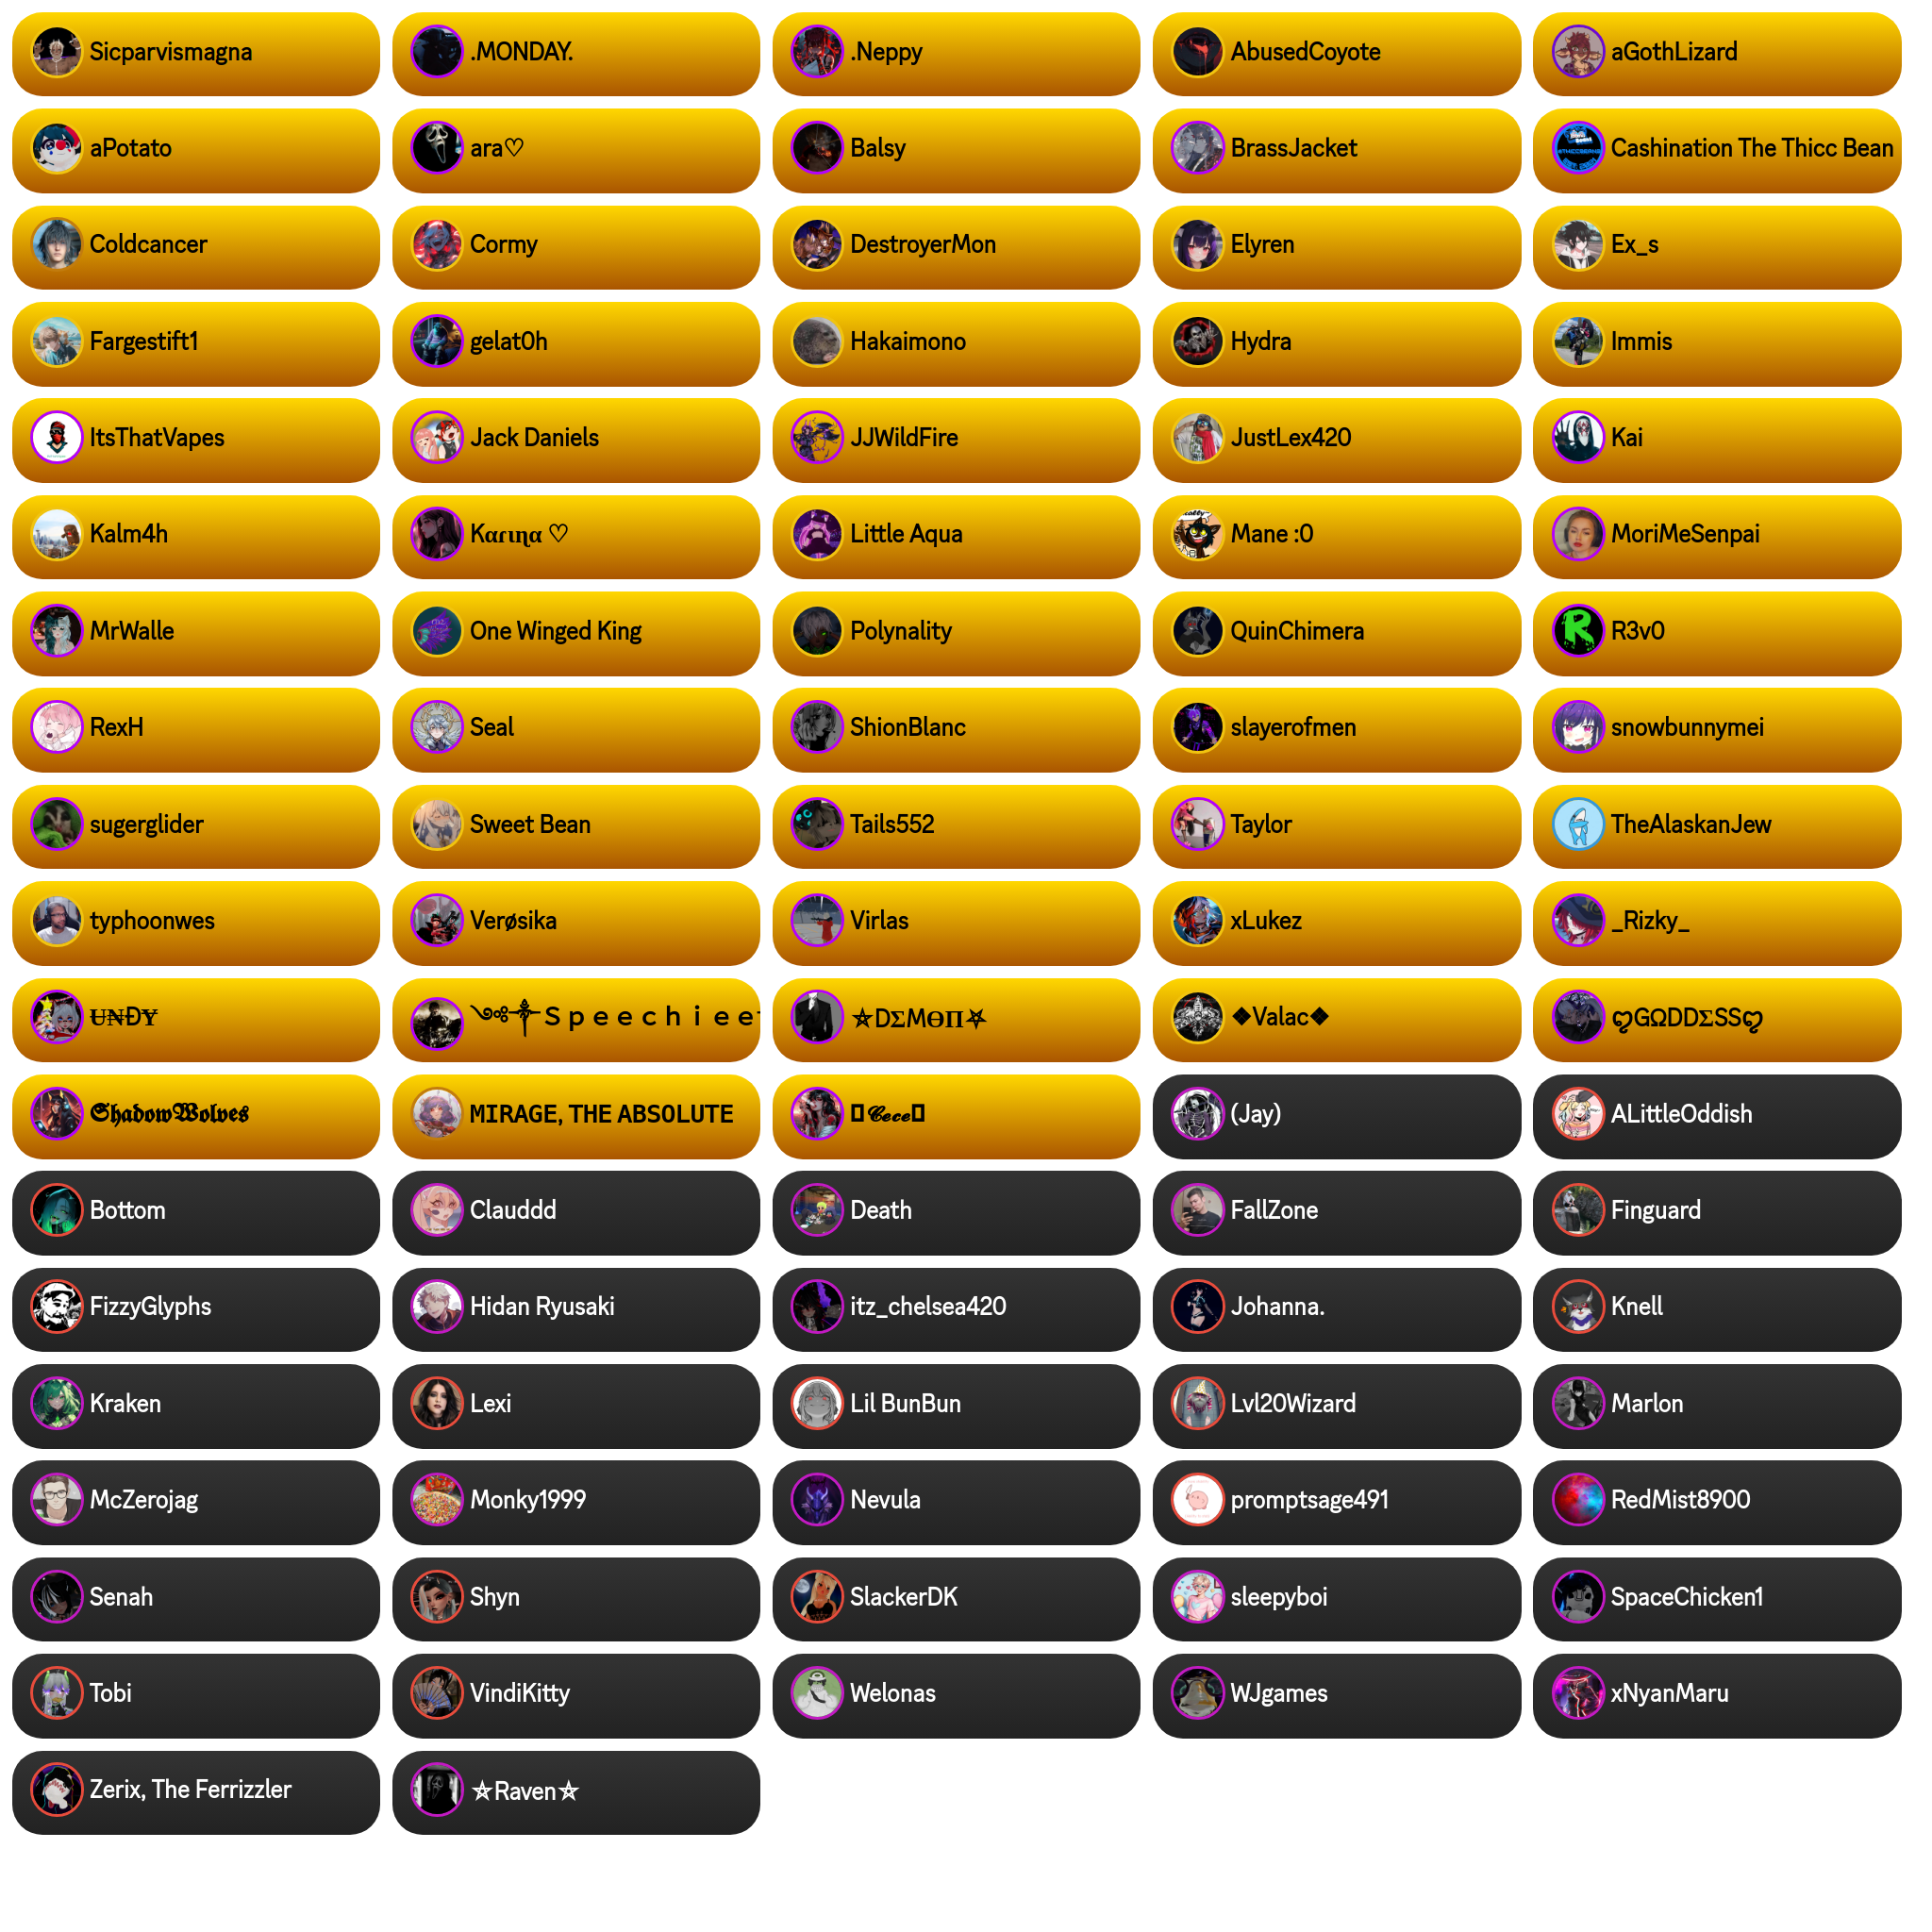 Sicparvismagna
.MONDAY.
.Neppy
AbusedCoyote
aGothLizard
aPotato
ara♡
Balsy
BrassJacket
Cashination The Thicc Bean
Coldcancer
Cormy
DestroyerMon
Elyren
Ex_s
Fargestift1
gelat0h
Hakaimono
Hydra
Immis
ItsThatVapes
Jack Daniels
JJWildFire
JustLex420
Kai
Kalm4h
Kαɾιɳα ♡
Little Aqua
Mane :0
MoriMeSenpai
MrWalle
One Winged King
Polynality
QuinChimera
R3v0
RexH
Seal
ShionBlanc
slayerofmen
snowbunnymei
sugerglider
Sweet Bean
Tails552
Taylor
TheAlaskanJew
typhoonwes
Verøsika
Virlas
xLukez
_Rizky_
ɄNĐY
༺ৡ༒Ｓｐｅｅｃｈｉｅｅ
⛥DΣMӨΠ⛧
❖Valac❖
ღGΩDDΣSSღ
𝕾𝖍𝖆𝖉𝖔𝖜𝖂𝖔𝖑𝖛𝖊𝖘
MIRAGE, THE ABSOLUTE
𝓒𝓮𝓬𝓮
(Jay)
ALittleOddish
Bottom
Clauddd
Death
FallZone
Finguard
FizzyGlyphs
Hidan Ryusaki
itz_chelsea420
Johanna.
Knell
Kraken
Lexi
Lil BunBun
Lvl20Wizard
Marlon
McZerojag
Monky1999
Nevula
promptsage491
RedMist8900
Senah
Shyn
SlackerDK
sleepyboi
SpaceChicken1
Tobi
VindiKitty
Welonas
WJgames
xNyanMaru
Zerix, The Ferrizzler
⛥Raven⛥